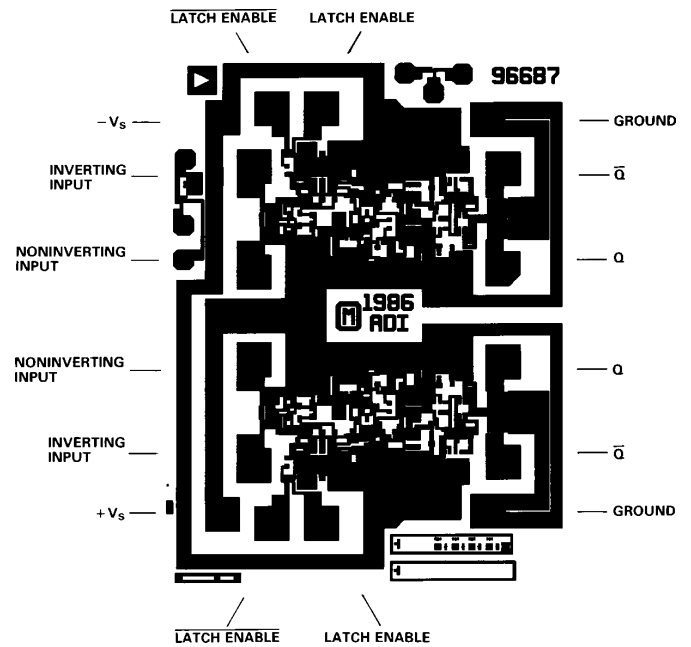 LATCH ENABLE LATCH ENABLE
96687
−VS GROUND
INVERTING
INPUT
Q̅
NONINVERTING
INPUT
Q
M 1986
ADI
NONINVERTING
INPUT
Q
INVERTING
INPUT
Q̅
+VS GROUND
LATCH ENABLE LATCH ENABLE